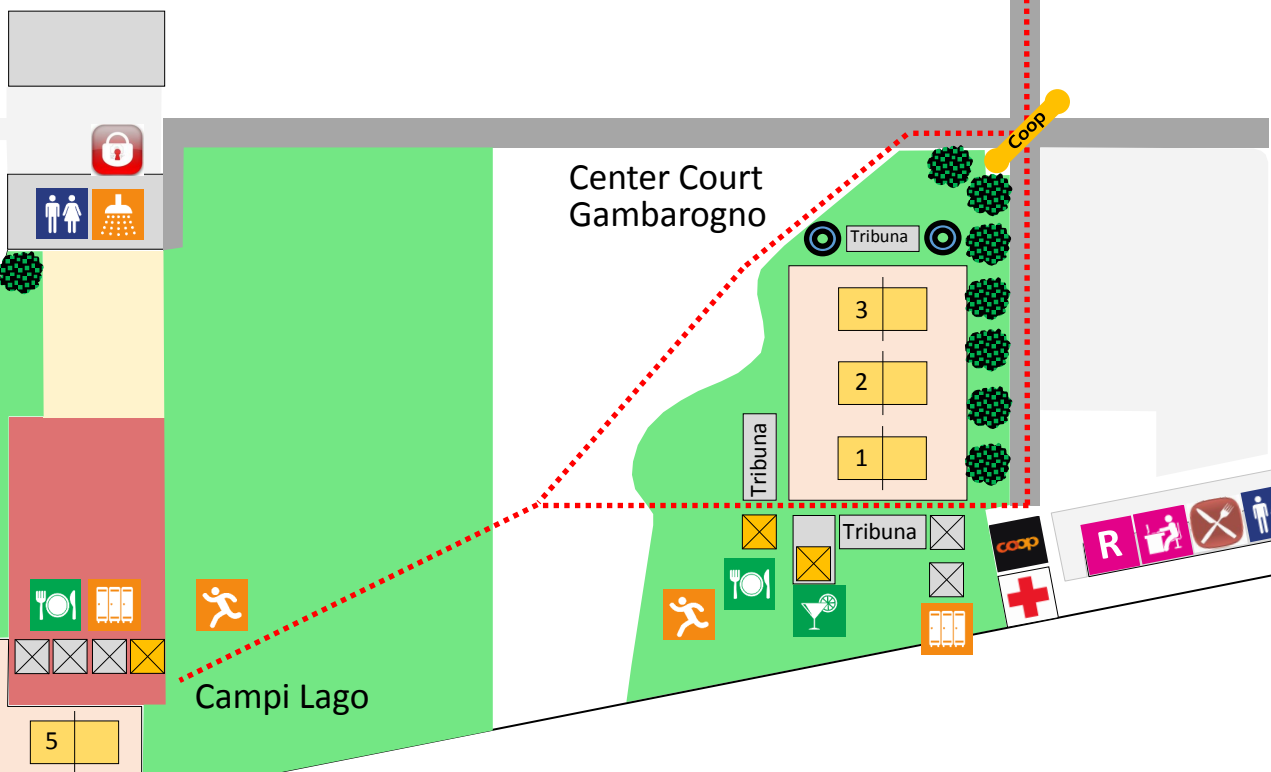 Coop
Center Court
Gambarogno
Tribuna
3
2
1
Tribuna
Tribuna
coop
R
Campi Lago
5